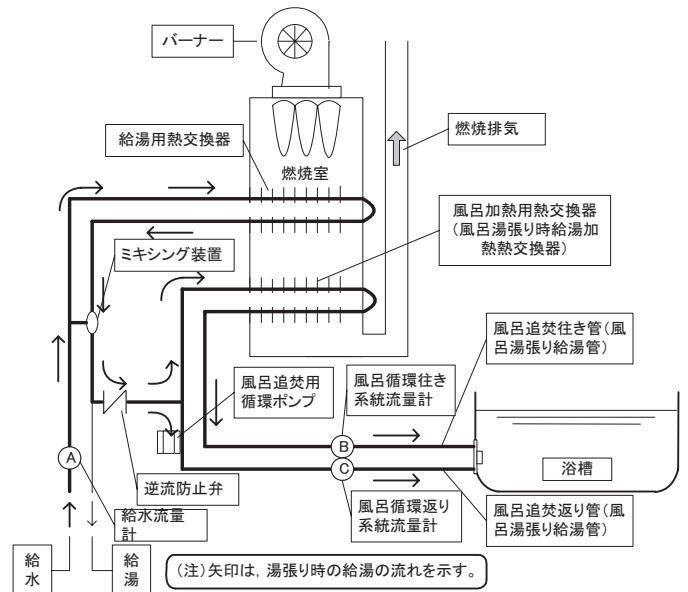 バーナー
給湯用熱交換器
燃焼室
燃焼排気
風呂加熱用熱交換器
(風呂湯張り時給湯加
熱熱交換器)
ミキシング装置
風呂追焚用
循環ポンプ
風呂循環往き
系統流量計
風呂追焚往き管(風
呂湯張り給湯管)
A
B
C
浴槽
逆流防止弁
給水流量
計
風呂循環返り
系統流量計
風呂追焚返り管(風
呂湯張り給湯管)
給
水
給
湯
(注)矢印は,湯張り時の給湯の流れを示す。